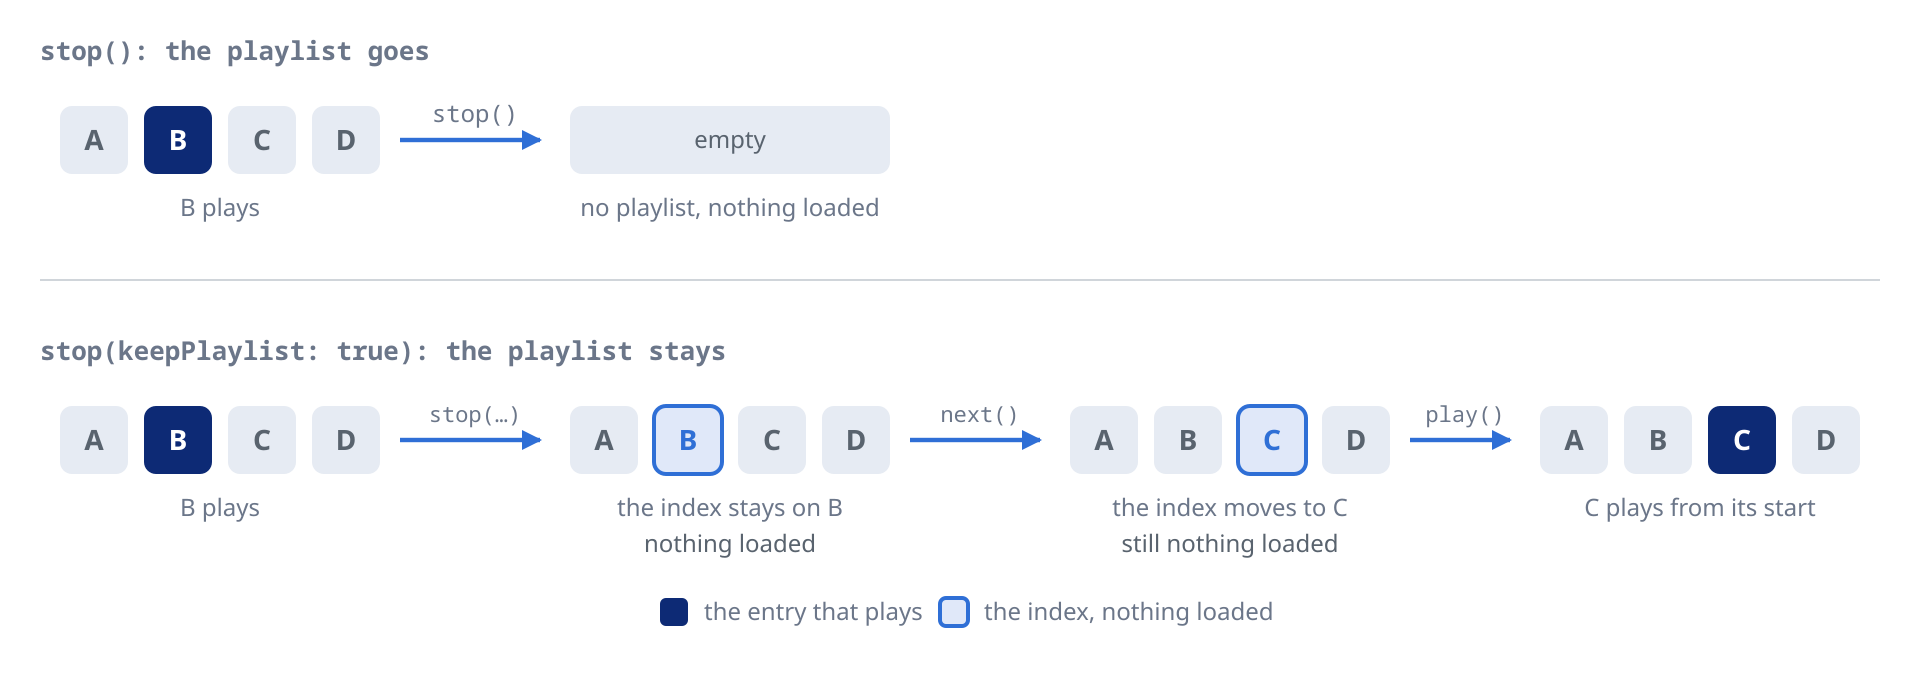 stop(): the playlist goes
A B C D stop() empty
B plays no playlist, nothing loaded
stop(keepPlaylist: true): the playlist stays
A B C D stop(…) A B C D next() A B C D play() A B C D
B plays the index stays on B the index moves to C C plays from its start
nothing loaded still nothing loaded
the entry that plays the index, nothing loaded